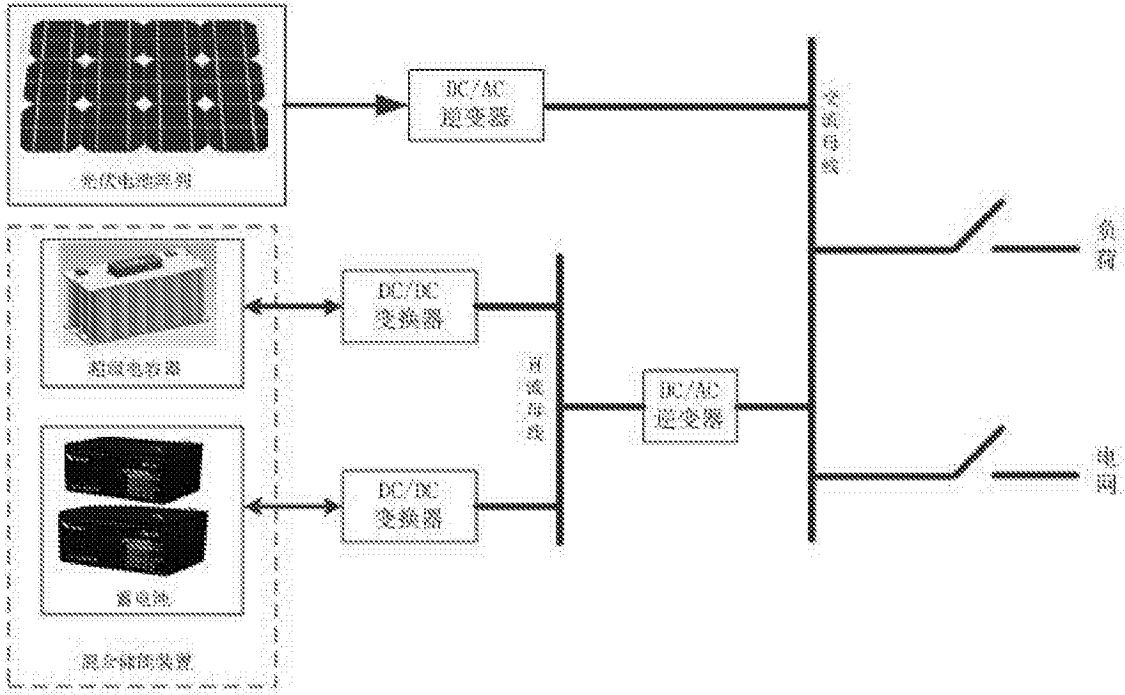 DC/AC
逆变器
光伏电池阵列
交流母线
负荷
DC/DC
变换器
超级电容器
直流母线
DC/AC
逆变器
DC/DC
变换器
电网
蓄电池
混合储能装置